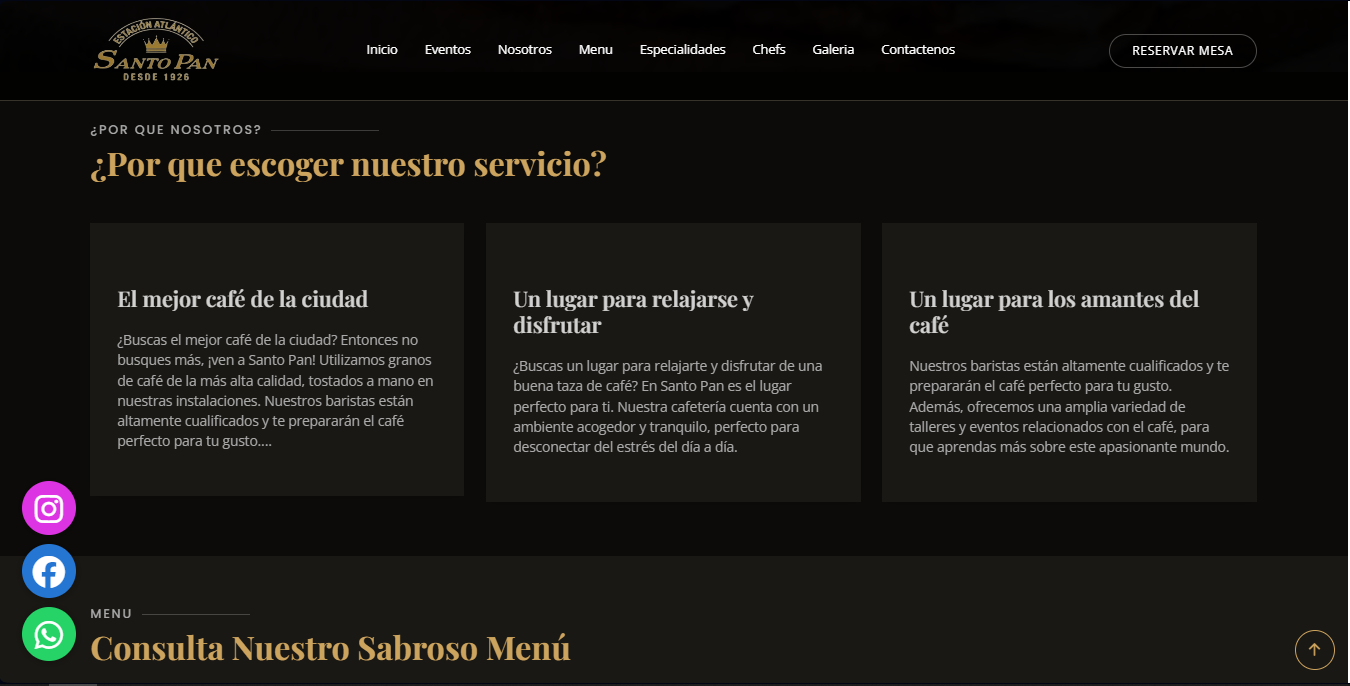 ESTACIÓN ATLÁNTICO
SANTO PAN
DESDE 1926
Inicio Eventos Nosotros Menu Especialidades Chefs Galeria Contactenos
RESERVAR MESA
¿POR QUE NOSOTROS?
¿Por que escoger nuestro servicio?
El mejor café de la ciudad
¿Buscas el mejor café de la ciudad? Entonces no
busques más, ¡ven a Santo Pan! Utilizamos granos
de café de la más alta calidad, tostados a mano en
nuestras instalaciones. Nuestros baristas están
altamente cualificados y te prepararán el café
perfecto para tu gusto....
Un lugar para relajarse y
disfrutar
¿Buscas un lugar para relajarte y disfrutar de una
buena taza de café? En Santo Pan es el lugar
perfecto para ti. Nuestra cafetería cuenta con un
ambiente acogedor y tranquilo, perfecto para
desconectar del estrés del día a día.
Un lugar para los amantes del
café
Nuestros baristas están altamente cualificados y te
prepararán el café perfecto para tu gusto.
Además, ofrecemos una amplia variedad de
talleres y eventos relacionados con el café, para
que aprendas más sobre este apasionante mundo.
MENU
Consulta Nuestro Sabroso Menú